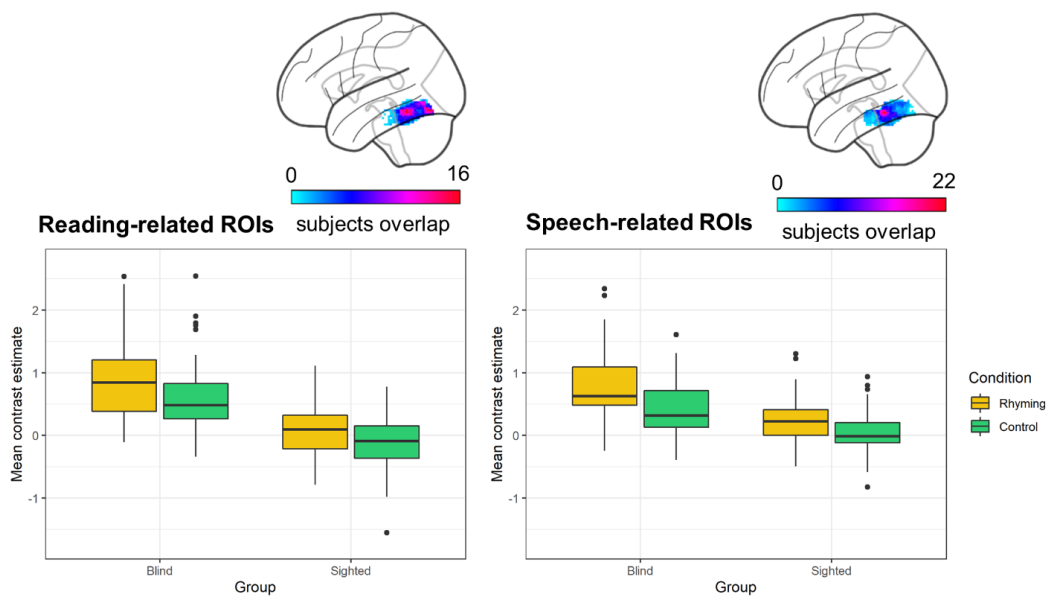 0 16
subjects overlap
Reading-related ROIs
Mean contrast estimate
2
1
0
-1
Blind Sighted
Group
0 22
subjects overlap
Speech-related ROIs
Mean contrast estimate
2
1
0
-1
Blind Sighted
Group
Condition
Rhyming
Control